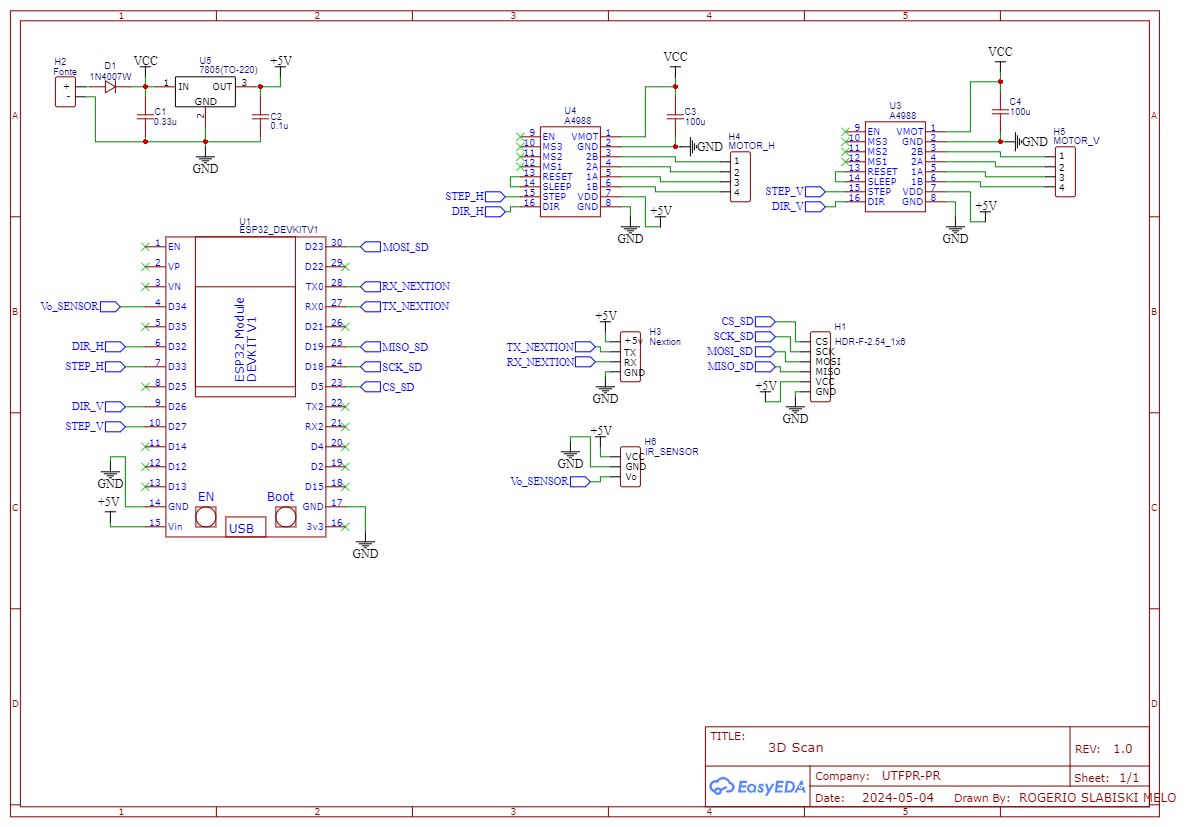 1 2 3 4 5
A
B
C
D
A
B
C
D
1 2 3 4 5
H2
Fonte
+
-
D1
1N4007W
VCC
C1
0.33u
U5
7805(TO-220)
1 IN OUT 3
GND
2
GND
+5V
C2
0.1u
U4
A4988
9 EN VMOT 1
10 MS3 GND 2
11 MS2 2B 3
12 MS1 2A 4
13 RESET 1A 5
14 SLEEP 1B 6
15 STEP VDD 7
16 DIR GND 8
STEP_H
DIR_H
VCC
C3
100u
GND
H4
MOTOR_H
1
2
3
4
+5V
GND
U3
A4988
9 EN VMOT 1
10 MS3 GND 2
11 MS2 2B 3
12 MS1 2A 4
13 RESET 1A 5
14 SLEEP 1B 6
15 STEP VDD 7
16 DIR GND 8
STEP_V
DIR_V
VCC
C4
100u
GND
H5
MOTOR_V
1
2
3
4
+5V
GND
U1
ESP32_DEVKITV1
1 EN D23 30 MOSI_SD
2 VP D22 29
3 VN TX0 28 RX_NEXTION
Vo_SENSOR 4 D34 RX0 27 TX_NEXTION
5 D35 D21 26
DIR_H 6 D32 D19 25 MISO_SD
STEP_H 7 D33 D18 24 SCK_SD
8 D25 D5 23 CS_SD
DIR_V 9 D26 TX2 22
STEP_V 10 D27 RX2 21
11 D14 D4 20
12 D12 D2 19
13 D13 D15 18
14 GND GND 17
15 Vin 3v3 16
ESP32 Module
DEVKIT V1
EN
Boot
USB
GND
+5V
GND
+5V
H3
Nextion
+5v
TX
RX
GND
TX_NEXTION
RX_NEXTION
GND
CS_SD
SCK_SD
MOSI_SD
MISO_SD
+5V
GND
H1
HDR-F-2.54_1x6
CS
SCK
MOSI
MISO
VCC
GND
+5V
GND
H6
IR_SENSOR
VCC
GND
Vo
Vo_SENSOR
TITLE:
3D Scan
REV: 1.0
EasyEDA
Company: UTFPR-PR
Sheet: 1/1
Date: 2024-05-04 Drawn By: ROGERIO SLABISKI MELO